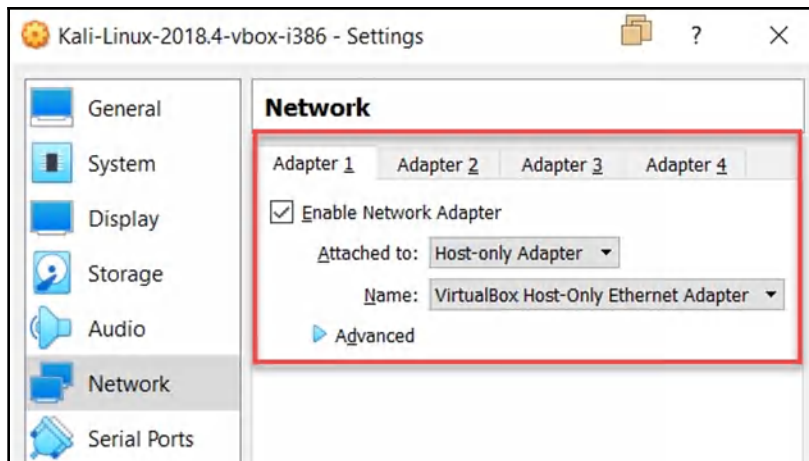 Kali-Linux-2018.4-vbox-i386 - Settings ?
General
System
Display
Storage
Audio
Network
Serial Ports
Network
Adapter 1 Adapter 2 Adapter 3 Adapter 4
Enable Network Adapter
Attached to: Host-only Adapter
Name: VirtualBox Host-Only Ethernet Adapter
Advanced